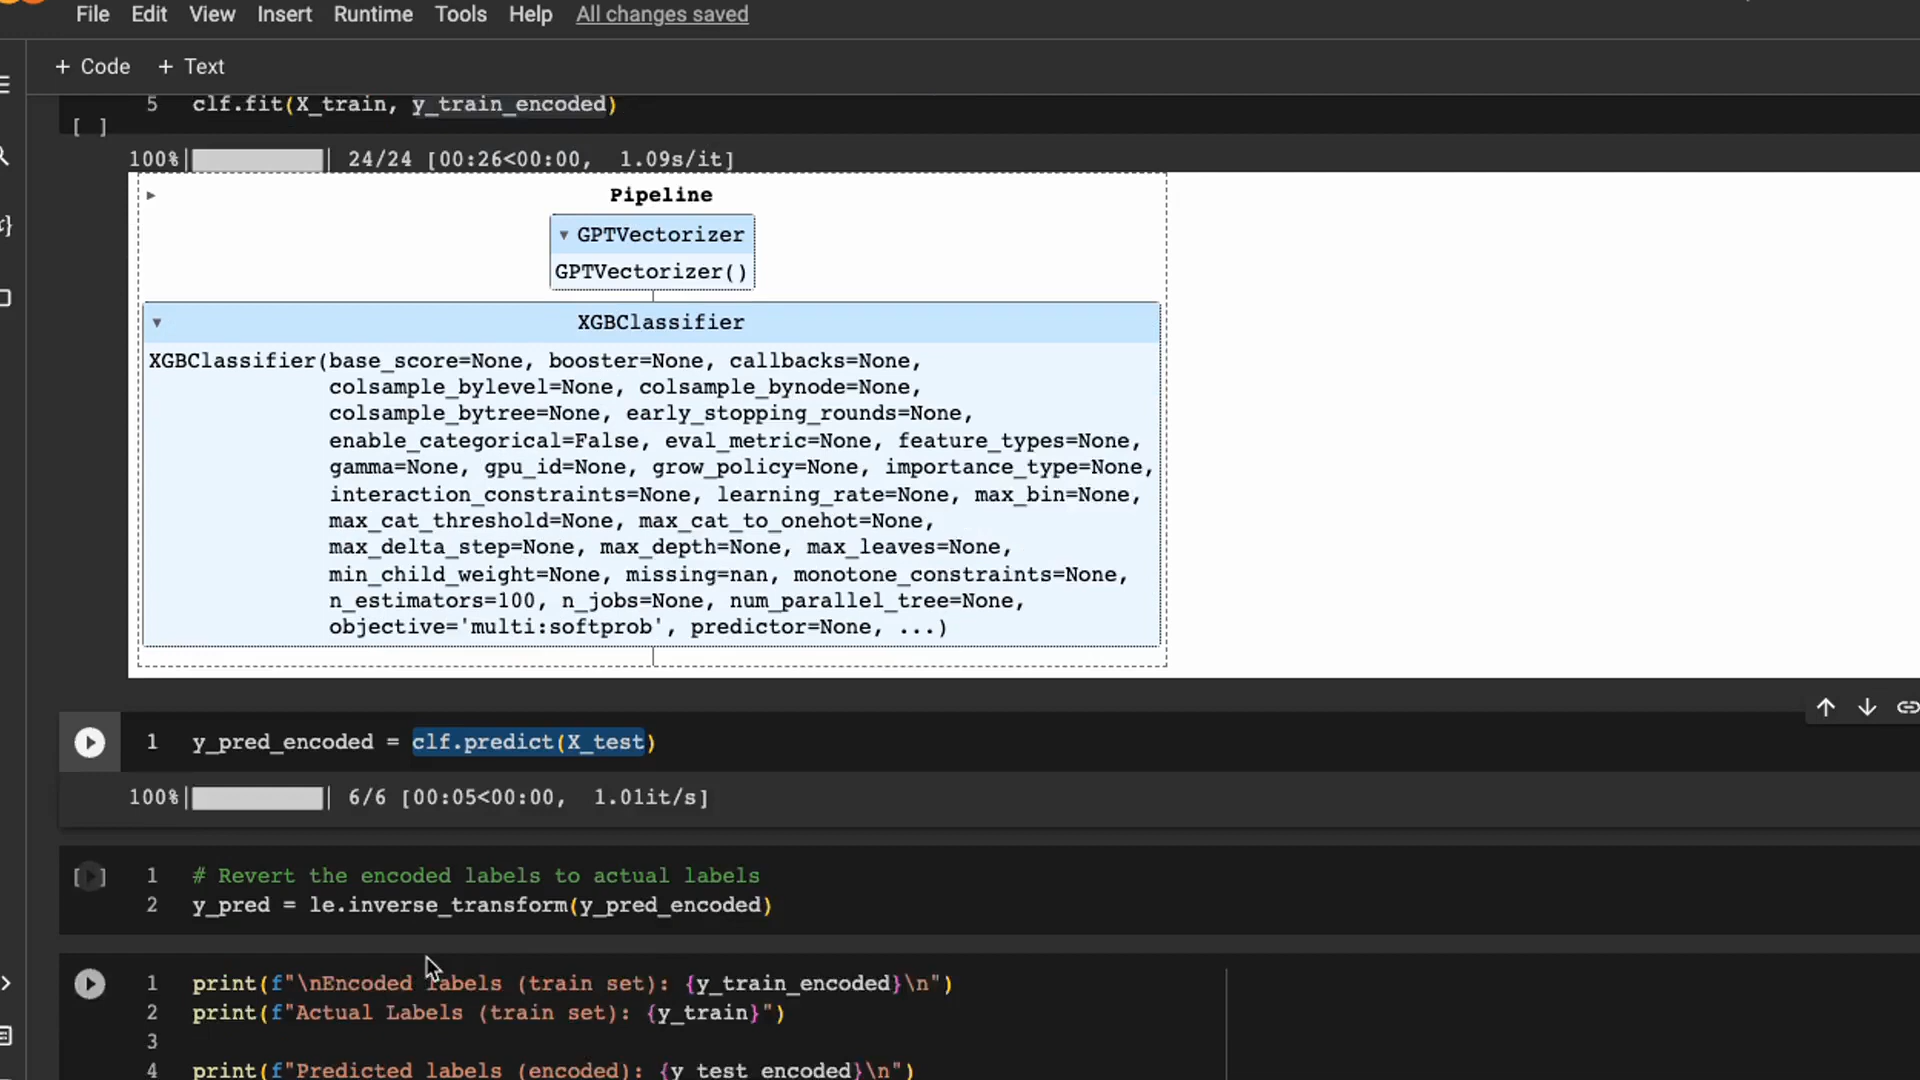 File Edit View Insert Runtime Tools Help All changes saved
+ Code + Text
5 clf.fit(X_train, y_train_encoded)
[ ]
100%| | 24/24 [00:26<00:00, 1.09s/it]
Pipeline
GPTVectorizer
GPTVectorizer()
XGBClassifier
XGBClassifier(base_score=None, booster=None, callbacks=None,
colsample_bylevel=None, colsample_bynode=None,
colsample_bytree=None, early_stopping_rounds=None,
enable_categorical=False, eval_metric=None, feature_types=None,
gamma=None, gpu_id=None, grow_policy=None, importance_type=None,
interaction_constraints=None, learning_rate=None, max_bin=None,
max_cat_threshold=None, max_cat_to_onehot=None,
max_delta_step=None, max_depth=None, max_leaves=None,
min_child_weight=None, missing=nan, monotone_constraints=None,
n_estimators=100, n_jobs=None, num_parallel_tree=None,
objective='multi:softprob', predictor=None, ...)
1 y_pred_encoded = clf.predict(X_test)
100%| | 6/6 [00:05<00:00, 1.01it/s]
[ ] 1 # Revert the encoded labels to actual labels
2 y_pred = le.inverse_transform(y_pred_encoded)
1 print(f"\nEncoded labels (train set): {y_train_encoded}\n")
2 print(f"Actual Labels (train set): {y_train}")
3
4 print(f"Predicted labels (encoded): {y_test_encoded}\n")